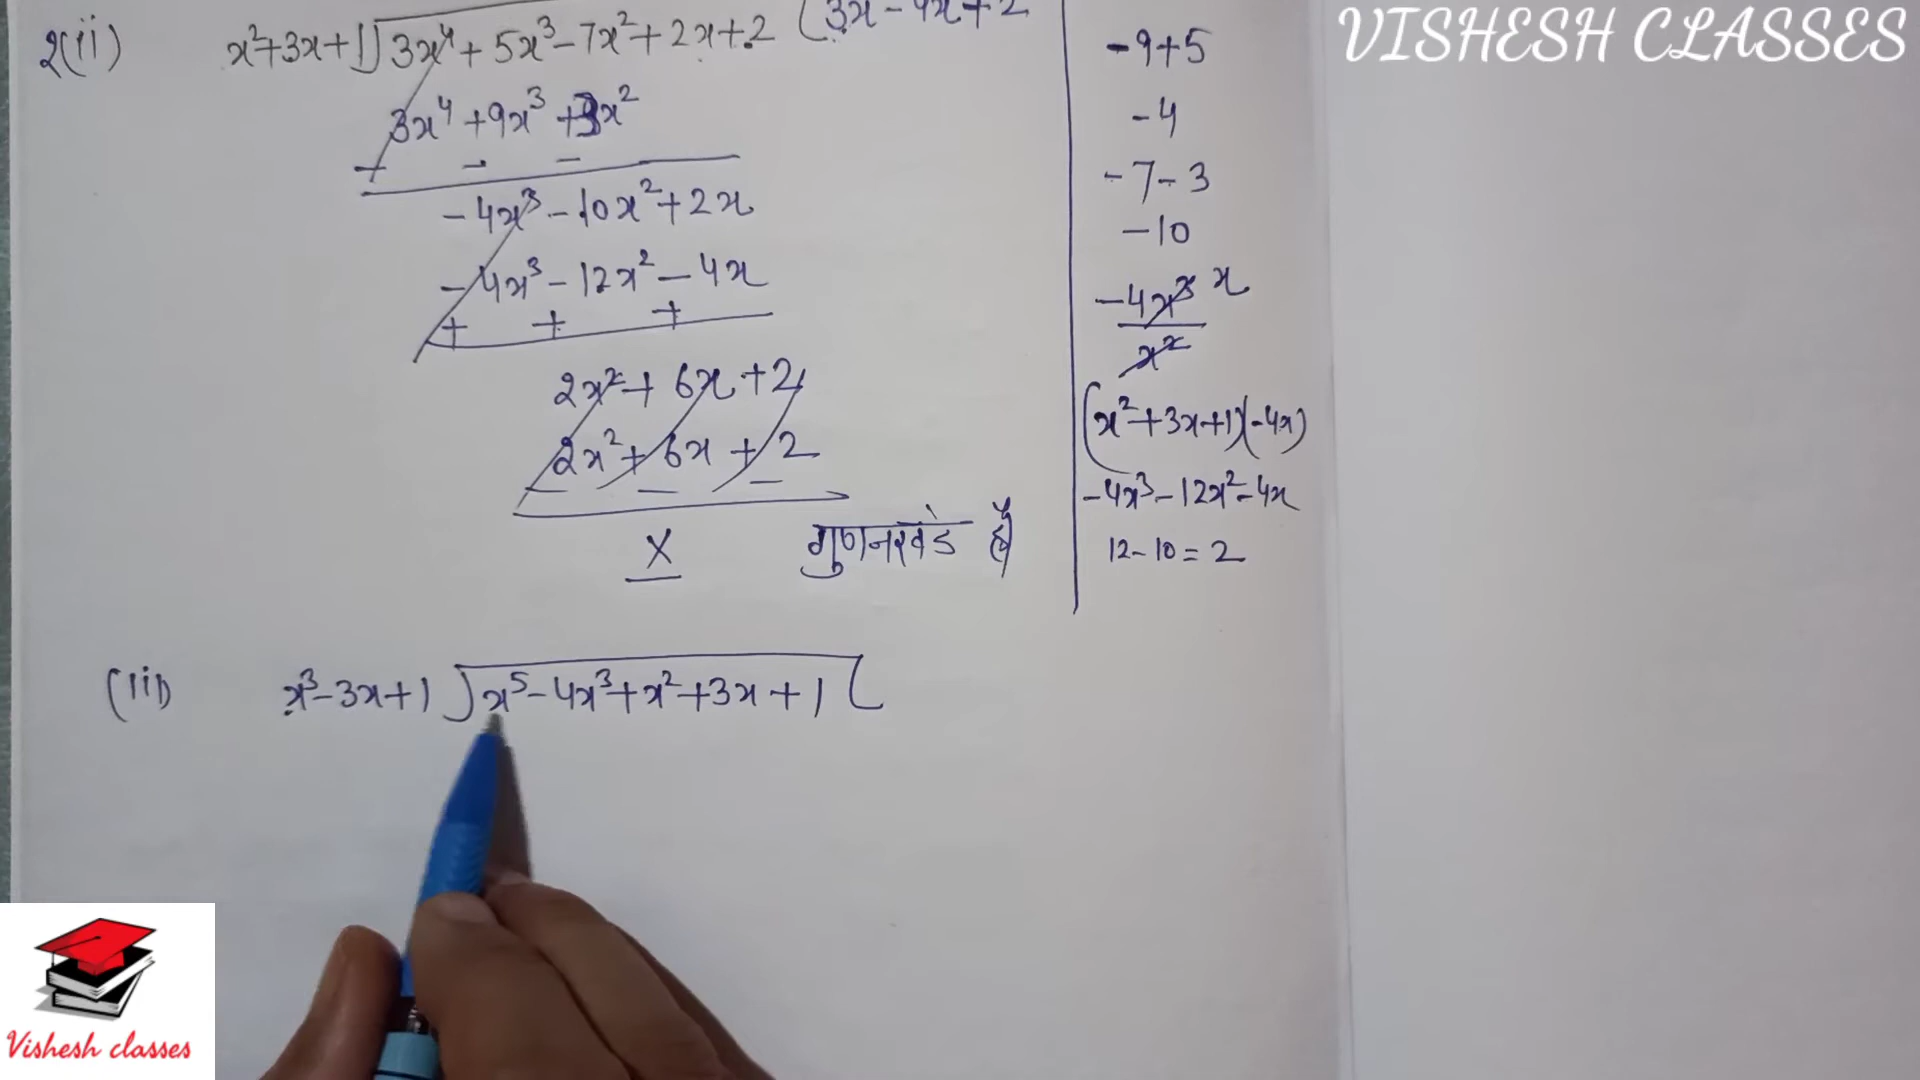 VISHESH CLASSES
2(ii) x²+3x+1)3x⁴+5x³-7x²+2x+2(3x-4x+2
3x⁴+9x³+3x²
- - -
-4x³-10x²+2x
-4x³-12x²-4x
+ + +
2x²+6x+2
2x²+6x+2
- - -
X गुणनखंड है
-9+5
-4
-7-3
-10
-4x³ x
x²
(x²+3x+1)(-4x)
-4x³-12x²-4x
12-10=2
(iii) x³-3x+1)x⁵-4x³+x²+3x+1(
Vishesh classes